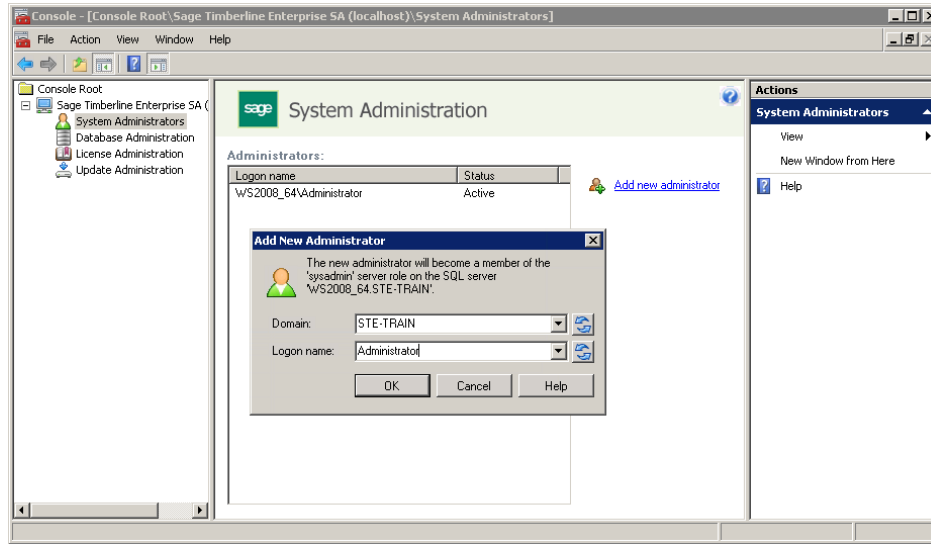 Console - [Console Root\Sage Timberline Enterprise SA (localhost)\System Administrators]
File Action View Window Help
Console Root
Sage Timberline Enterprise SA (
System Administrators
Database Administration
License Administration
Update Administration
sage System Administration
Administrators:
Logon name Status
WS2008_64\Administrator Active
Add new administrator
Add New Administrator
The new administrator will become a member of the
'sysadmin' server role on the SQL server
'WS2008_64.STE-TRAIN'.
Domain: STE-TRAIN
Logon name: Administrator
OK Cancel Help
Actions
System Administrators
View
New Window from Here
Help